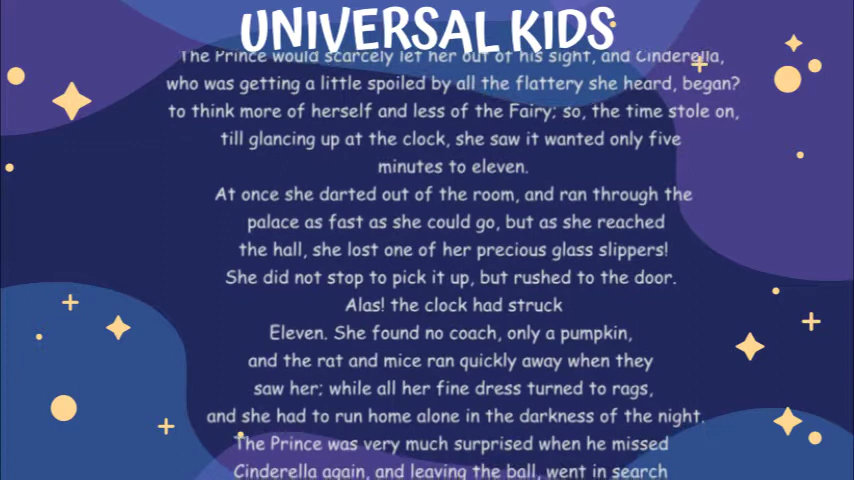 UNIVERSAL KIDS
The Prince would scarcely let her out of his sight, and Cinderella,
who was getting a little spoiled by all the flattery she heard, began?
to think more of herself and less of the Fairy; so, the time stole on,
till glancing up at the clock, she saw it wanted only five
minutes to eleven.
At once she darted out of the room, and ran through the
palace as fast as she could go, but as she reached
the hall, she lost one of her precious glass slippers!
She did not stop to pick it up, but rushed to the door.
Alas! the clock had struck
Eleven. She found no coach, only a pumpkin,
and the rat and mice ran quickly away when they
saw her; while all her fine dress turned to rags,
and she had to run home alone in the darkness of the night.
The Prince was very much surprised when he missed
Cinderella again, and leaving the ball, went in search